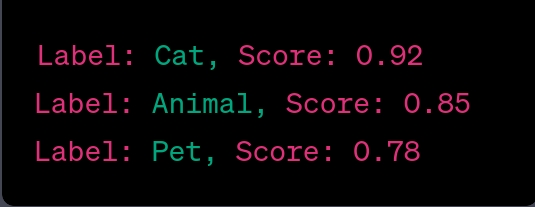 Label: Cat, Score: 0.92
Label: Animal, Score: 0.85
Label: Pet, Score: 0.78